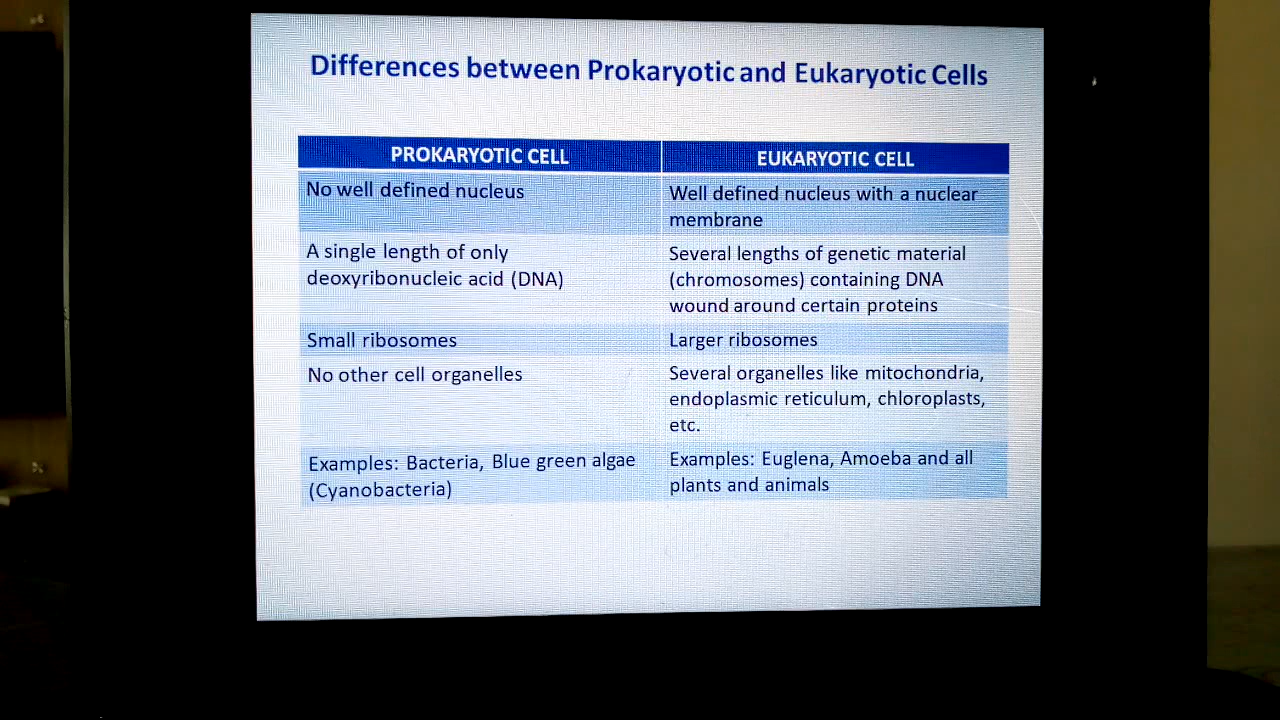 Differences between Prokaryotic and Eukaryotic Cells
PROKARYOTIC CELL
EUKARYOTIC CELL
No well defined nucleus
Well defined nucleus with a nuclear
membrane
A single length of only
deoxyribonucleic acid (DNA)
Several lengths of genetic material
(chromosomes) containing DNA
wound around certain proteins
Small ribosomes
Larger ribosomes
No other cell organelles
Several organelles like mitochondria,
endoplasmic reticulum, chloroplasts,
etc.
Examples: Bacteria, Blue green algae
(Cyanobacteria)
Examples: Euglena, Amoeba and all
plants and animals